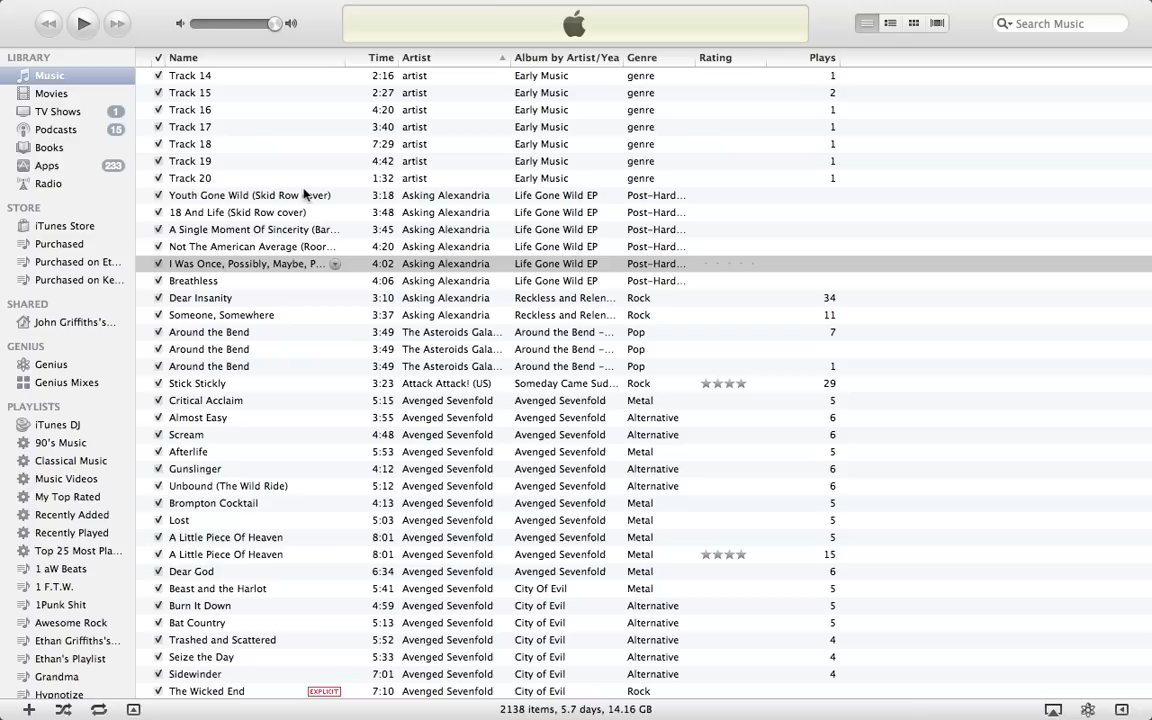 Search Music
LIBRARY
Music
Movies
TV Shows 1
Podcasts 15
Books
Apps 233
Radio
STORE
iTunes Store
Purchased
Purchased on Et...
Purchased on Ke...
SHARED
John Griffiths's...
GENIUS
Genius
Genius Mixes
PLAYLISTS
iTunes DJ
90's Music
Classical Music
Music Videos
My Top Rated
Recently Added
Recently Played
Top 25 Most Pla...
1 aW Beats
1 F.T.W.
1Punk Shit
Awesome Rock
Ethan Griffiths's...
Ethan's Playlist
Grandma
Hypnotize
Name Time Artist Album by Artist/Yea Genre Rating Plays
Track 14 2:16 artist Early Music genre 1
Track 15 2:27 artist Early Music genre 2
Track 16 4:20 artist Early Music genre 1
Track 17 3:40 artist Early Music genre 1
Track 18 7:29 artist Early Music genre 1
Track 19 4:42 artist Early Music genre 1
Track 20 1:32 artist Early Music genre 1
Youth Gone Wild (Skid Row cover) 3:18 Asking Alexandria Life Gone Wild EP Post-Hard...
18 And Life (Skid Row cover) 3:48 Asking Alexandria Life Gone Wild EP Post-Hard...
A Single Moment Of Sincerity (Bar... 3:45 Asking Alexandria Life Gone Wild EP Post-Hard...
Not The American Average (Roor... 4:20 Asking Alexandria Life Gone Wild EP Post-Hard...
I Was Once, Possibly, Maybe, P... 4:02 Asking Alexandria Life Gone Wild EP Post-Hard...
Breathless 4:06 Asking Alexandria Life Gone Wild EP Post-Hard...
Dear Insanity 3:10 Asking Alexandria Reckless and Relen... Rock 34
Someone, Somewhere 3:37 Asking Alexandria Reckless and Relen... Rock 11
Around the Bend 3:49 The Asteroids Gala... Around the Bend -... Pop 7
Around the Bend 3:49 The Asteroids Gala... Around the Bend -... Pop
Around the Bend 3:49 The Asteroids Gala... Around the Bend -... Pop 1
Stick Stickly 3:23 Attack Attack! (US) Someday Came Sud... Rock ★★★★ 29
Critical Acclaim 5:15 Avenged Sevenfold Avenged Sevenfold Metal 5
Almost Easy 3:55 Avenged Sevenfold Avenged Sevenfold Alternative 6
Scream 4:48 Avenged Sevenfold Avenged Sevenfold Alternative 6
Afterlife 5:53 Avenged Sevenfold Avenged Sevenfold Metal 5
Gunslinger 4:12 Avenged Sevenfold Avenged Sevenfold Alternative 6
Unbound (The Wild Ride) 5:12 Avenged Sevenfold Avenged Sevenfold Alternative 6
Brompton Cocktail 4:13 Avenged Sevenfold Avenged Sevenfold Metal 5
Lost 5:03 Avenged Sevenfold Avenged Sevenfold Metal 5
A Little Piece Of Heaven 8:01 Avenged Sevenfold Avenged Sevenfold Metal 5
A Little Piece Of Heaven 8:01 Avenged Sevenfold Avenged Sevenfold Metal ★★★★ 15
Dear God 6:34 Avenged Sevenfold Avenged Sevenfold Metal 6
Beast and the Harlot 5:41 Avenged Sevenfold City Of Evil Metal 5
Burn It Down 4:59 Avenged Sevenfold City of Evil Alternative 5
Bat Country 5:13 Avenged Sevenfold City of Evil Alternative 5
Trashed and Scattered 5:52 Avenged Sevenfold City of Evil Alternative 4
Seize the Day 5:33 Avenged Sevenfold City of Evil Alternative 4
Sidewinder 7:01 Avenged Sevenfold City of Evil Alternative 4
The Wicked End EXPLICIT 7:10 Avenged Sevenfold City of Evil Rock
2138 items, 5.7 days, 14.16 GB